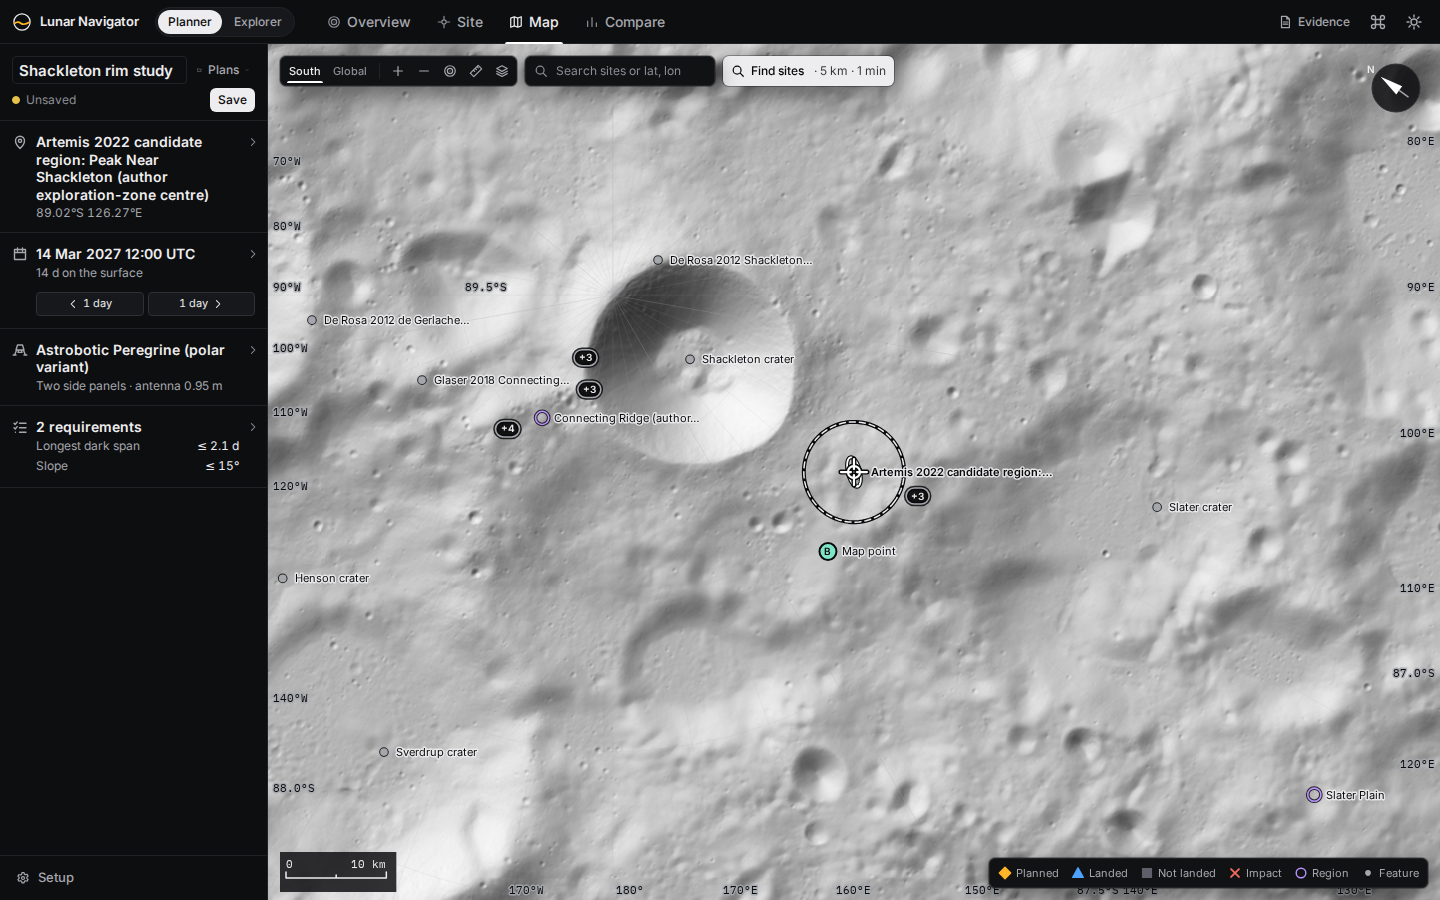 Lunar Navigator
Planner
Explorer
Overview
Site
Map
Compare
Evidence
Shackleton rim study
Plans
Unsaved
Save
Artemis 2022 candidate
region: Peak Near
Shackleton (author
exploration-zone centre)
89.02°S 126.27°E
14 Mar 2027 12:00 UTC
14 d on the surface
1 day
1 day
Astrobotic Peregrine (polar
variant)
Two side panels · antenna 0.95 m
2 requirements
Longest dark span ≤ 2.1 d
Slope ≤ 15°
Setup
South
Global
Search sites or lat, lon
Find sites · 5 km · 1 min
N
70°W
80°E
80°W
De Rosa 2012 Shackleton...
90°W
89.5°S
90°E
De Rosa 2012 de Gerlache...
100°W
+3
Shackleton crater
Glaser 2018 Connecting...
+3
110°W
Connecting Ridge (author...
+4
100°E
Artemis 2022 candidate region:...
120°W
+3
Slater crater
B
Map point
Henson crater
110°E
87.0°S
140°W
Sverdrup crater
120°E
88.0°S
Slater Plain
0 10 km
Planned
Landed
Not landed
Impact
Region
Feature
170°W
180°
170°E
160°E
150°E
87.5°S
140°E
130°E